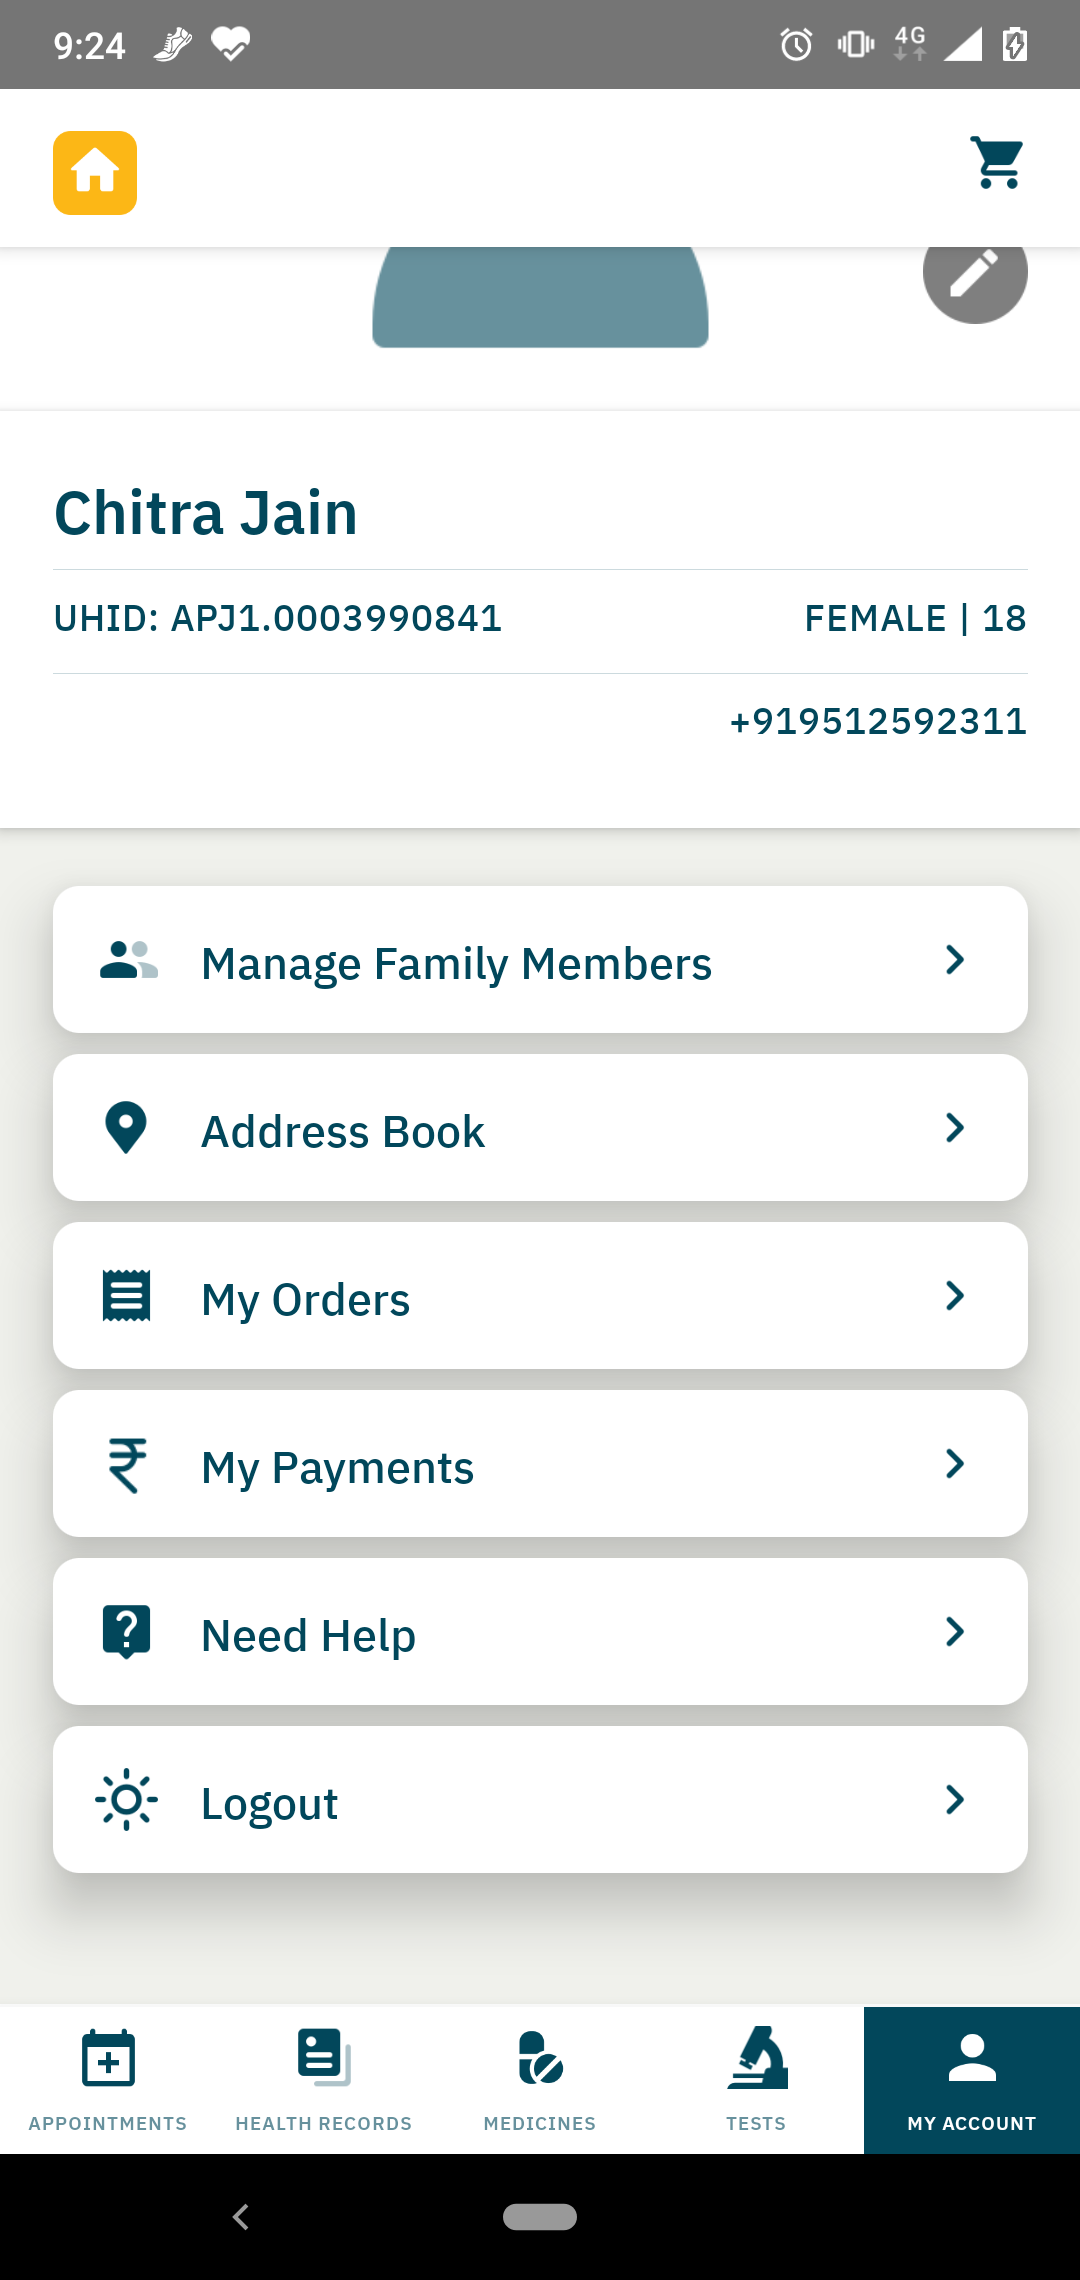 9:24
4G
Chitra Jain
UHID: APJ1.0003990841 FEMALE | 18
+919512592311
Manage Family Members
Address Book
My Orders
₹ My Payments
Need Help
Logout
APPOINTMENTS HEALTH RECORDS MEDICINES TESTS MY ACCOUNT